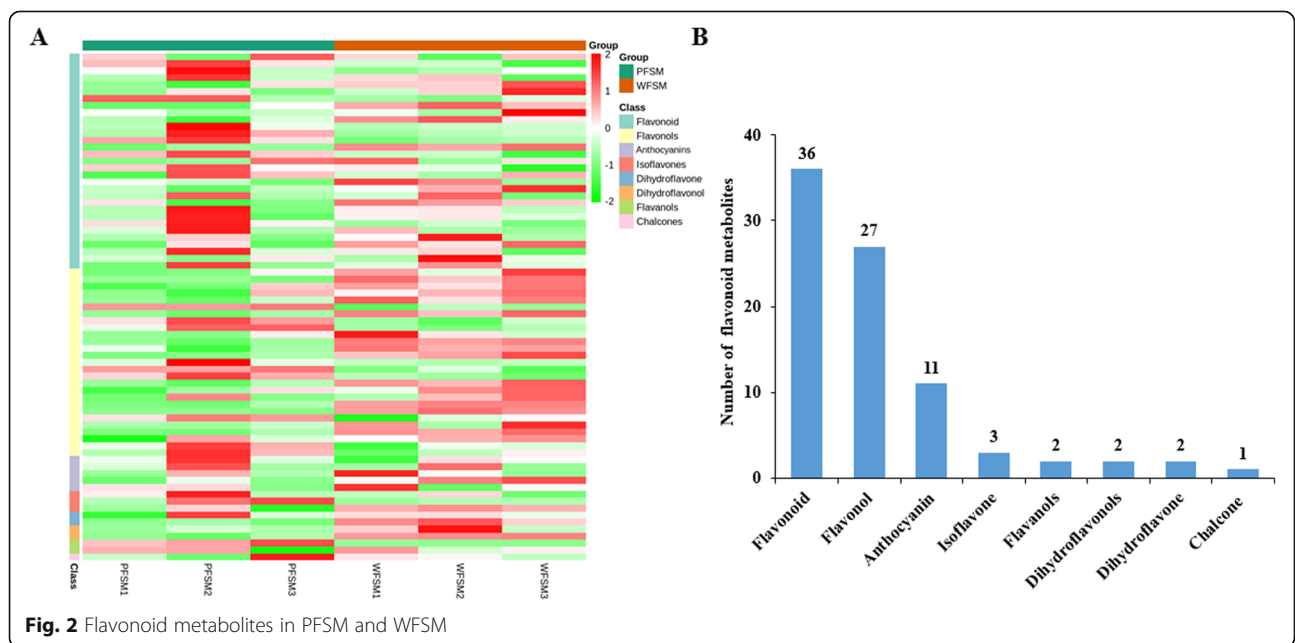 A
Group
2
1
0
-1
-2
Group
PFSM
WFSM
Class
Flavonoid
Flavonols
Anthocyanins
Isoflavones
Dihydroflavone
Dihydroflavonol
Flavanols
Chalcones
Class
PFSM1
PFSM2
PFSM3
WFSM1
WFSM2
WFSM3
B
Number of flavonoid metabolites
40
30
20
10
0
36
27
11
3
2
2
2
1
Flavonoid
Flavonol
Anthocyanin
Isoflavone
Flavanols
Dihydroflavonols
Dihydroflavone
Chalcone
Fig. 2 Flavonoid metabolites in PFSM and WFSM